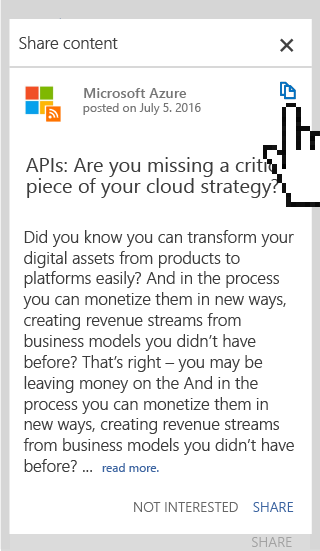 Share content
Microsoft Azure
posted on July 5. 2016
APIs: Are you missing a critic
piece of your cloud strategy?
Did you know you can transform your
digital assets from products to
platforms easily? And in the process
you can monetize them in new ways,
creating revenue streams from
business models you didn't have
before? That's right – you may be
leaving money on the And in the
process you can monetize them in
new ways, creating revenue streams
from business models you didn't have
before? ... read more.
NOT INTERESTED SHARE
SHARE